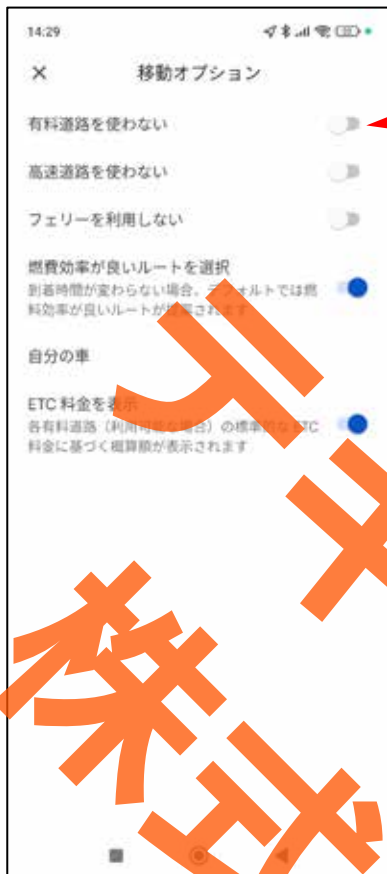 14:29
移動オプション
有料道路を使わない
高速道路を使わない
フェリーを利用しない
燃費効率が良いルートを選択
到着時間が変わらない場合、デフォルトでは燃
料効率が良いルートが提案されます
自分の車
ETC 料金を表示
各有料道路（利用可能な場合）の標準的な ETC
料金に基づく概算額が表示されます
テキ
株式